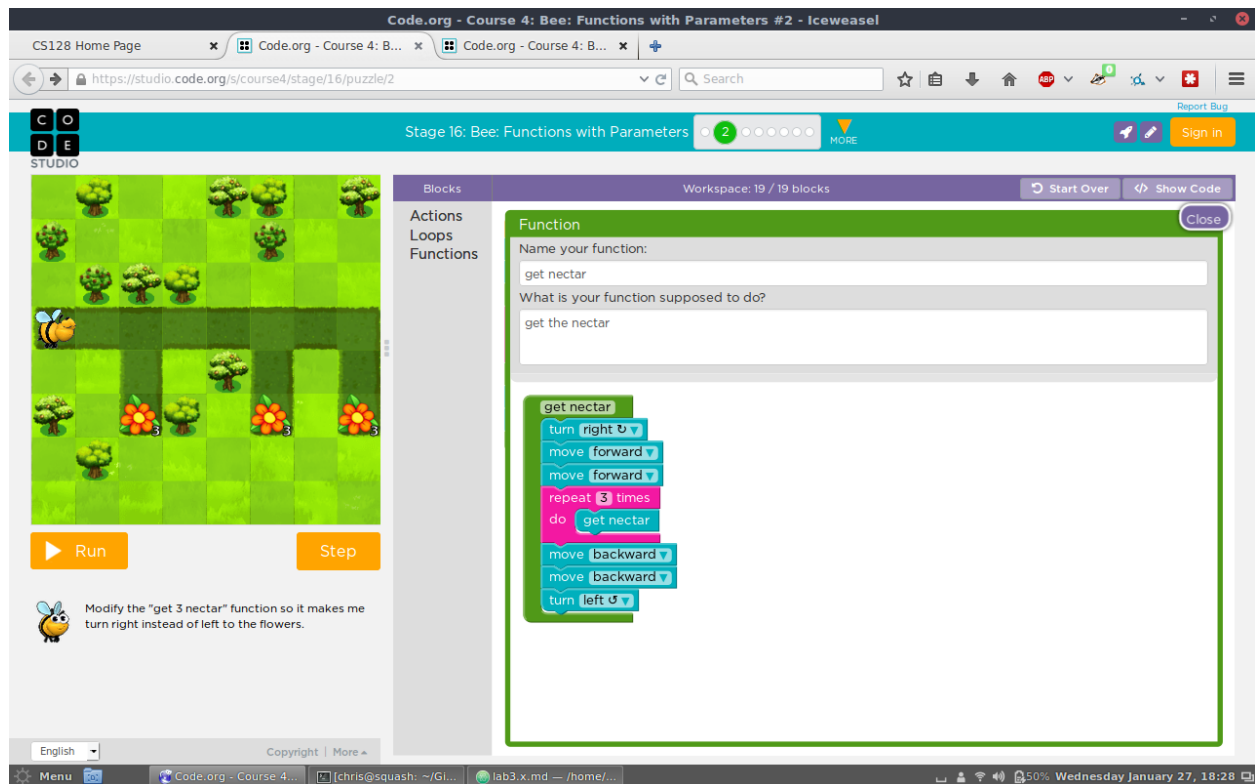 Code.org - Course 4: Bee: Functions with Parameters #2 - Iceweasel
CS128 Home Page
Code.org - Course 4: B...
Code.org - Course 4: B...
https://studio.code.org/s/course4/stage/16/puzzle/2
Search
ABP
0
Report Bug
C O
D E
STUDIO
Stage 16: Bee: Functions with Parameters
2
MORE
Sign in
Blocks
Workspace: 19 / 19 blocks
Start Over
</> Show Code
Actions
Loops
Functions
Function
Close
Name your function:
get nectar
What is your function supposed to do?
get the nectar
get nectar
turn right
move forward
move forward
repeat 3 times
do get nectar
move backward
move backward
turn left
3
3
3
Run
Step
Modify the "get 3 nectar" function so it makes me
turn right instead of left to the flowers.
English
Copyright | More
Menu
Code.org - Course 4...
[chris@squash: ~/Gi...
lab3.x.md — /home/...
50% Wednesday January 27, 18:28